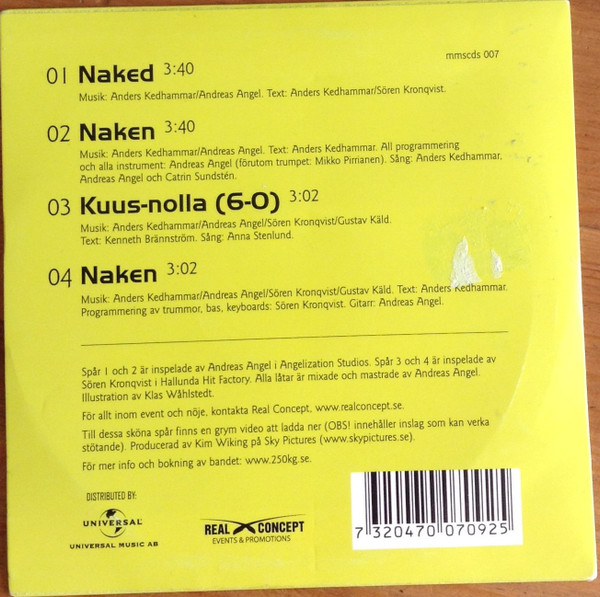 mmscds 007
01 Naked 3:40
Musik: Anders Kedhammar/Andreas Angel. Text: Anders Kedhammar/Sören Kronqvist.
02 Naken 3:40
Musik: Anders Kedhammar/Andreas Angel. Text: Anders Kedhammar. All programmering
och alla instrument: Andreas Angel (förutom trumpet: Mikko Pirrianen). Sång: Anders Kedhammar,
Andreas Angel och Catrin Sundstén.
03 Kuus-nolla (6-0) 3:02
Musik: Anders Kedhammar/Andreas Angel/Sören Kronqvist/Gustav Käld.
Text: Kenneth Brännström. Sång: Anna Stenlund.
04 Naken 3:02
Musik: Anders Kedhammar/Andreas Angel/Sören Kronqvist/Gustav Käld. Text: Anders Kedhammar.
Programmering av trummor, bas, keyboards: Sören Kronqvist. Gitarr: Andreas Angel.
Spår 1 och 2 är inspelade av Andreas Angel i Angelization Studios. Spår 3 och 4 är inspelade av
Sören Kronqvist i Hallunda Hit Factory. Alla låtar är mixade och mastrade av Andreas Angel.
Illustration av Klas Wåhlstedt.
För allt inom event och nöje, kontakta Real Concept, www.realconcept.se.
Till dessa sköna spår finns en grym video att ladda ner (OBS! innehåller inslag som kan verka
stötande). Producerad av Kim Wiking på Sky Pictures (www.skypictures.se).
För mer info och bokning av bandet: www.250kg.se.
DISTRIBUTED BY:
UNIVERSAL
UNIVERSAL MUSIC AB
REAL CONCEPT
EVENTS & PROMOTIONS
7 320470 070925